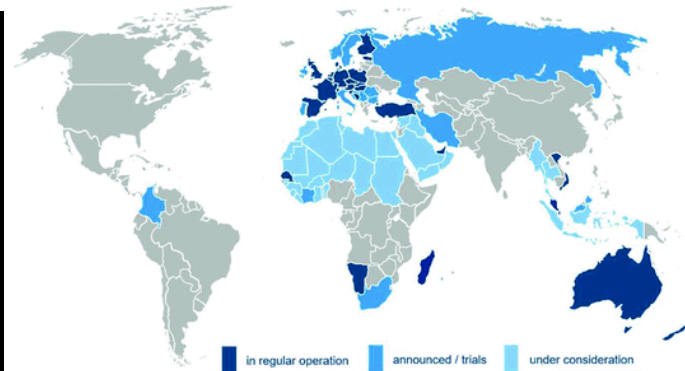 in regular operation
announced / trials
under consideration